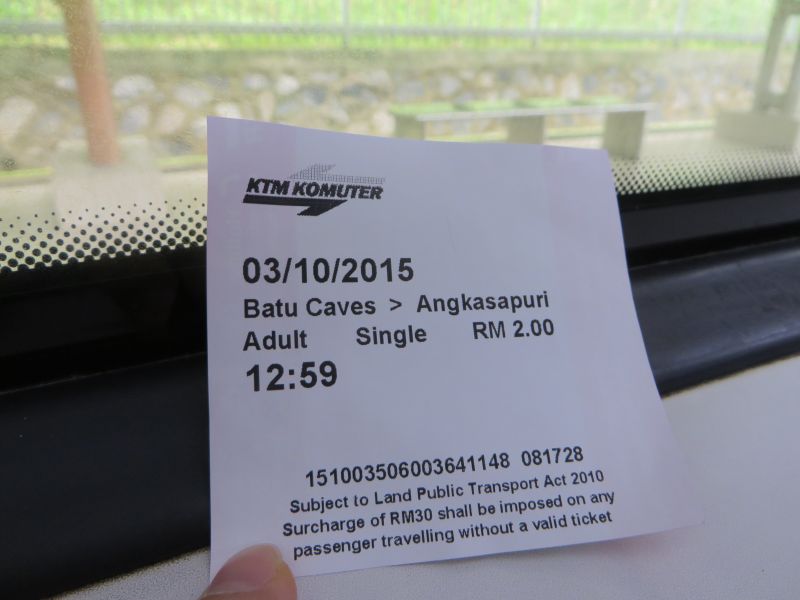 KTM KOMUTER
03/10/2015
Batu Caves > Angkasapuri
Adult Single RM 2.00
12:59
151003506003641148 081728
Subject to Land Public Transport Act 2010
Surcharge of RM30 shall be imposed on any
passenger travelling without a valid ticket